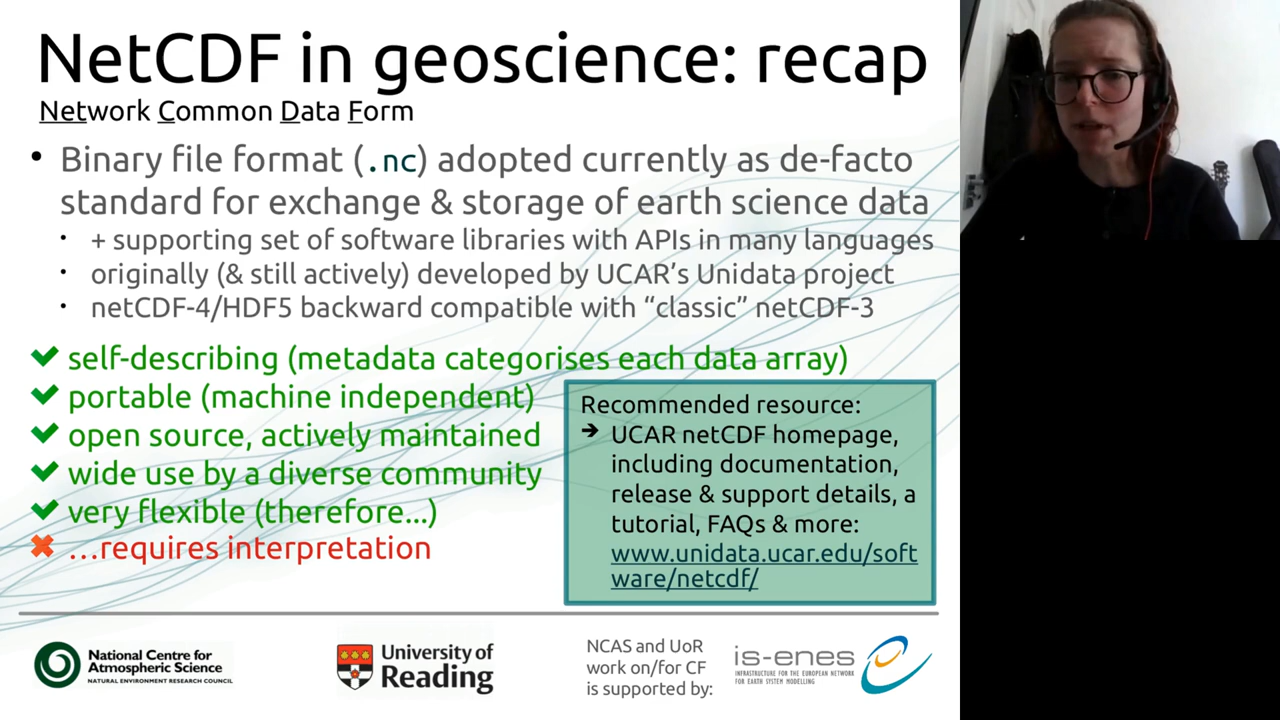 NetCDF in geoscience: recap
Network Common Data Form
• Binary file format (.nc) adopted currently as de-facto
standard for exchange & storage of earth science data
• + supporting set of software libraries with APIs in many languages
• originally (& still actively) developed by UCAR’s Unidata project
• netCDF-4/HDF5 backward compatible with “classic” netCDF-3
✔ self-describing (metadata categorises each data array)
✔ portable (machine independent)
✔ open source, actively maintained
✔ wide use by a diverse community
✔ very flexible (therefore...)
✖ ...requires interpretation
Recommended resource:
➔ UCAR netCDF homepage,
including documentation,
release & support details, a
tutorial, FAQs & more:
www.unidata.ucar.edu/soft
ware/netcdf/
National Centre for
Atmospheric Science
NATURAL ENVIRONMENT RESEARCH COUNCIL
University of
Reading
NCAS and UoR
work on/for CF
is supported by:
is-enes
INFRASTRUCTURE FOR THE EUROPEAN NETWORK
FOR EARTH SYSTEM MODELLING